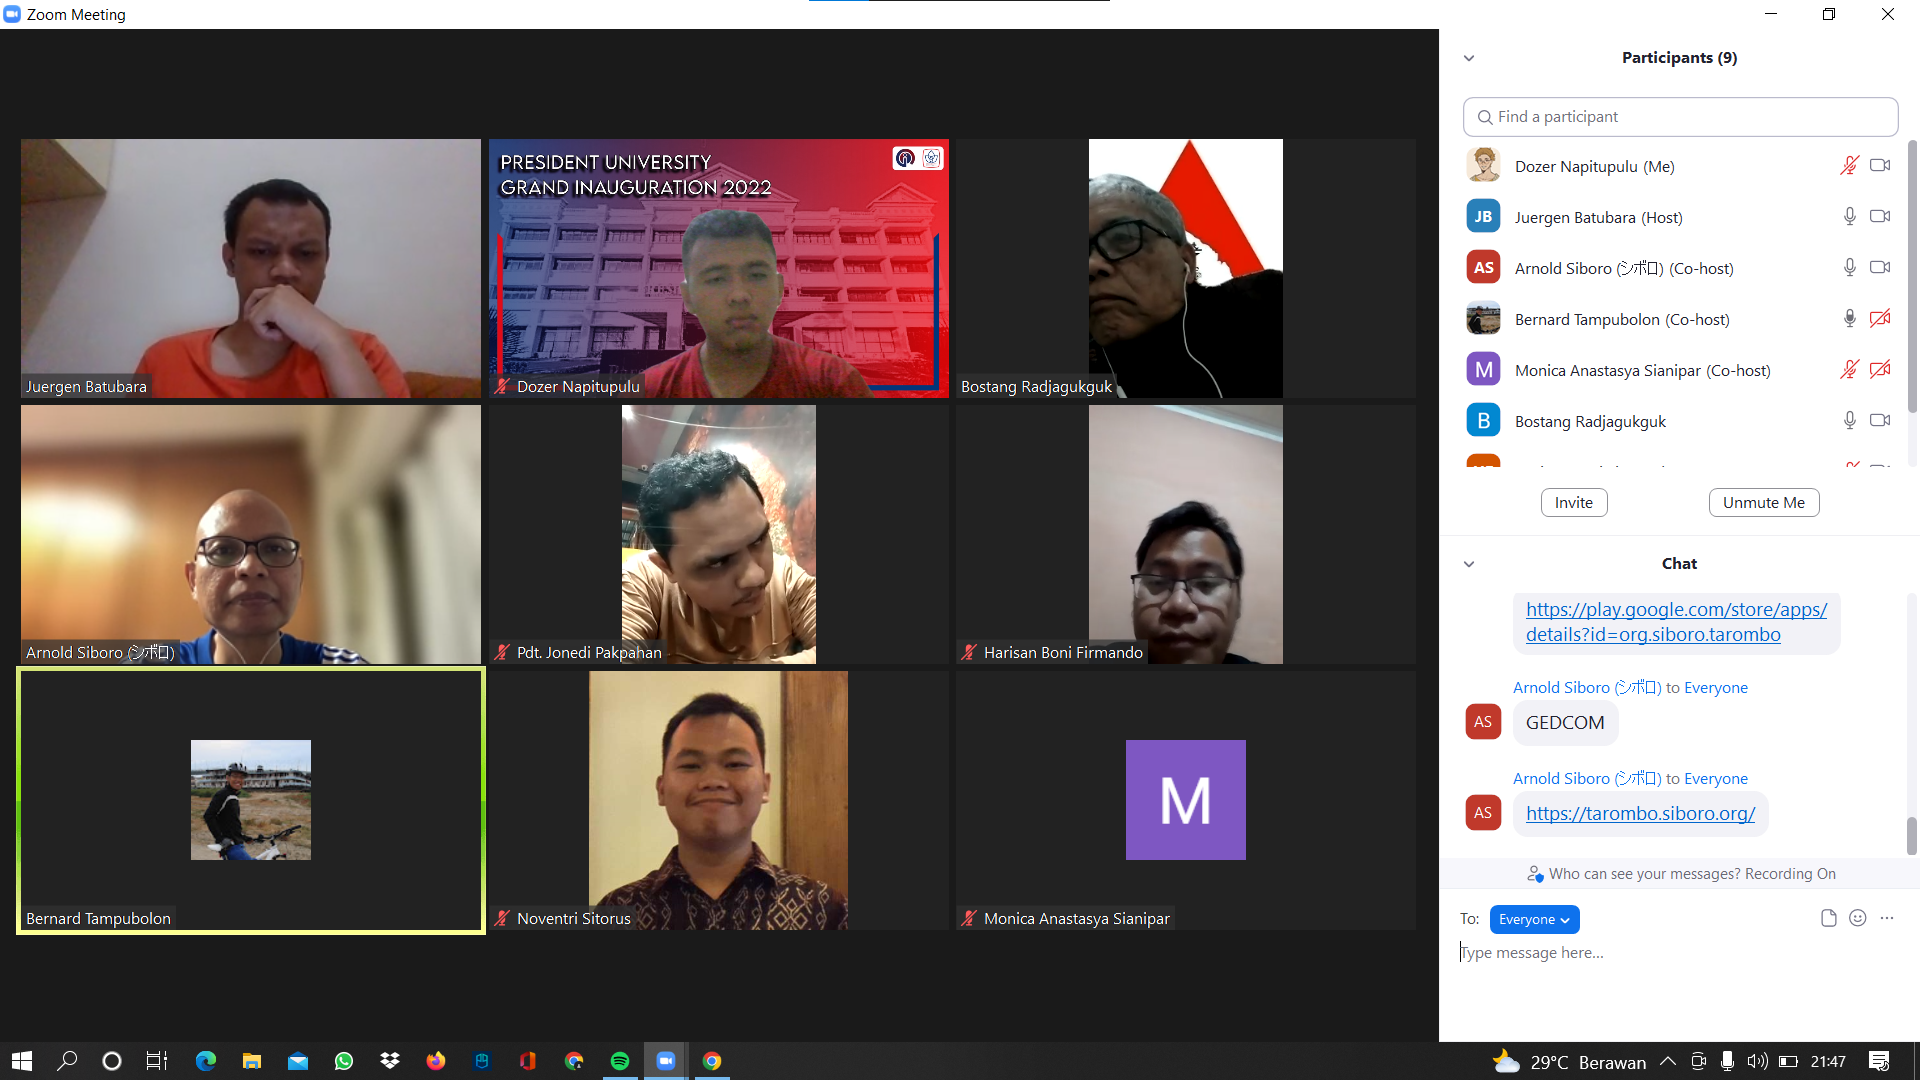 Zoom Meeting
PRESIDENT UNIVERSITY
GRAND INAUGURATION 2022
Juergen Batubara
Dozer Napitupulu
Bostang Radjagukguk
Arnold Siboro (シボロ)
Pdt. Jonedi Pakpahan
Harisan Boni Firmando
Bernard Tampubolon
Noventri Sitorus
M
Monica Anastasya Sianipar
Participants (9)
Find a participant
Dozer Napitupulu (Me)
JB
Juergen Batubara (Host)
AS
Arnold Siboro (シボロ) (Co-host)
Bernard Tampubolon (Co-host)
M
Monica Anastasya Sianipar (Co-host)
B
Bostang Radjagukguk
Invite
Unmute Me
Chat
https://play.google.com/store/apps/
details?id=org.siboro.tarombo
Arnold Siboro (シボロ) to Everyone
AS
GEDCOM
Arnold Siboro (シボロ) to Everyone
AS
https://tarombo.siboro.org/
Who can see your messages? Recording On
To:
Everyone
Type message here...
29°C Berawan
21:47